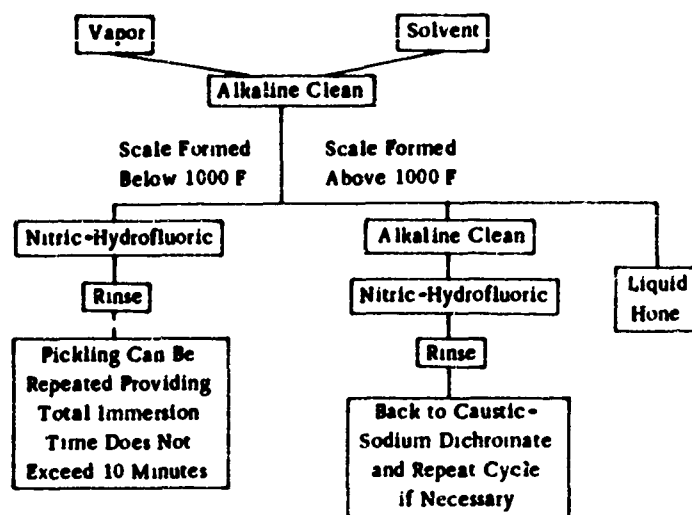 Vapor
Solvent
Alkaline Clean
Scale Formed
Below 1000 F
Scale Formed
Above 1000 F
Nitric-Hydrofluoric
Rinse
Pickling Can Be
Repeated Providing
Total Immersion
Time Does Not
Exceed 10 Minutes
Alkaline Clean
Nitric-Hydrofluoric
Rinse
Back to Caustic-
Sodium Dichromate
and Repeat Cycle
if Necessary
Liquid
Hone